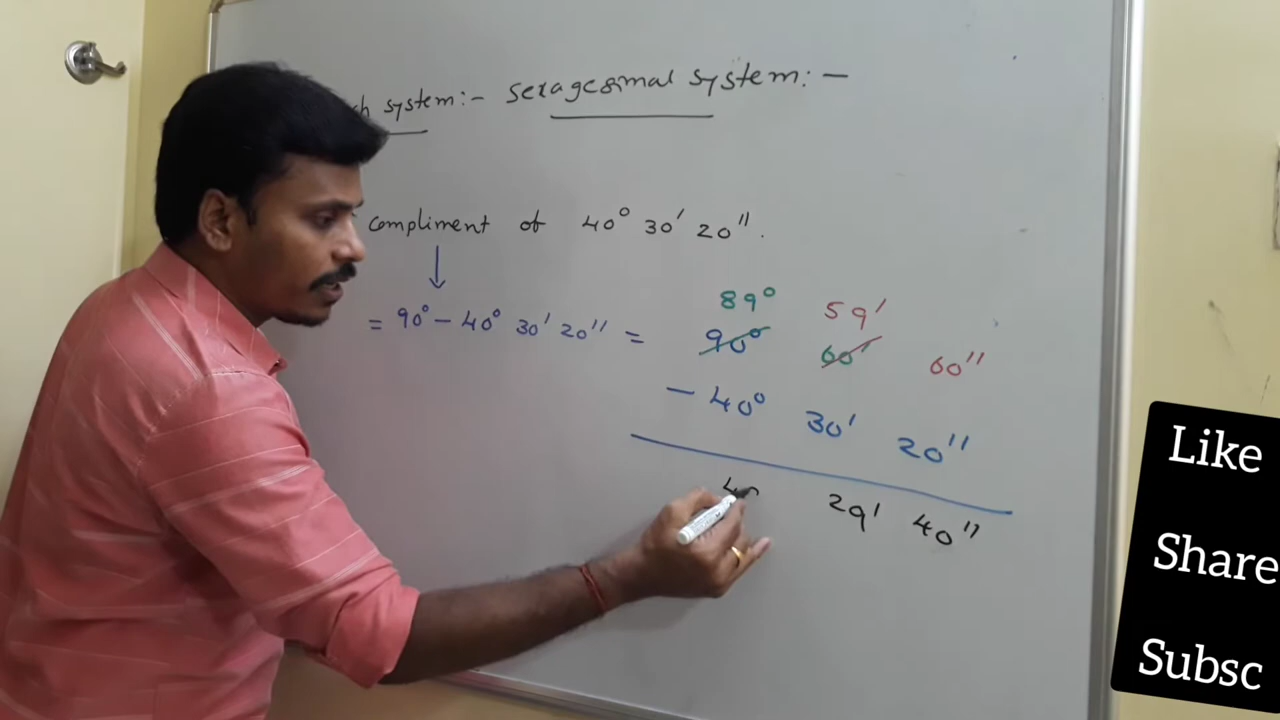 system:- sexagesimal system:-
compliment of 40° 30' 20".
= 90° - 40° 30' 20" =
89° 59'
90° 60' 60"
- 40° 30' 20"
29' 40"
Like
Share
Subsc